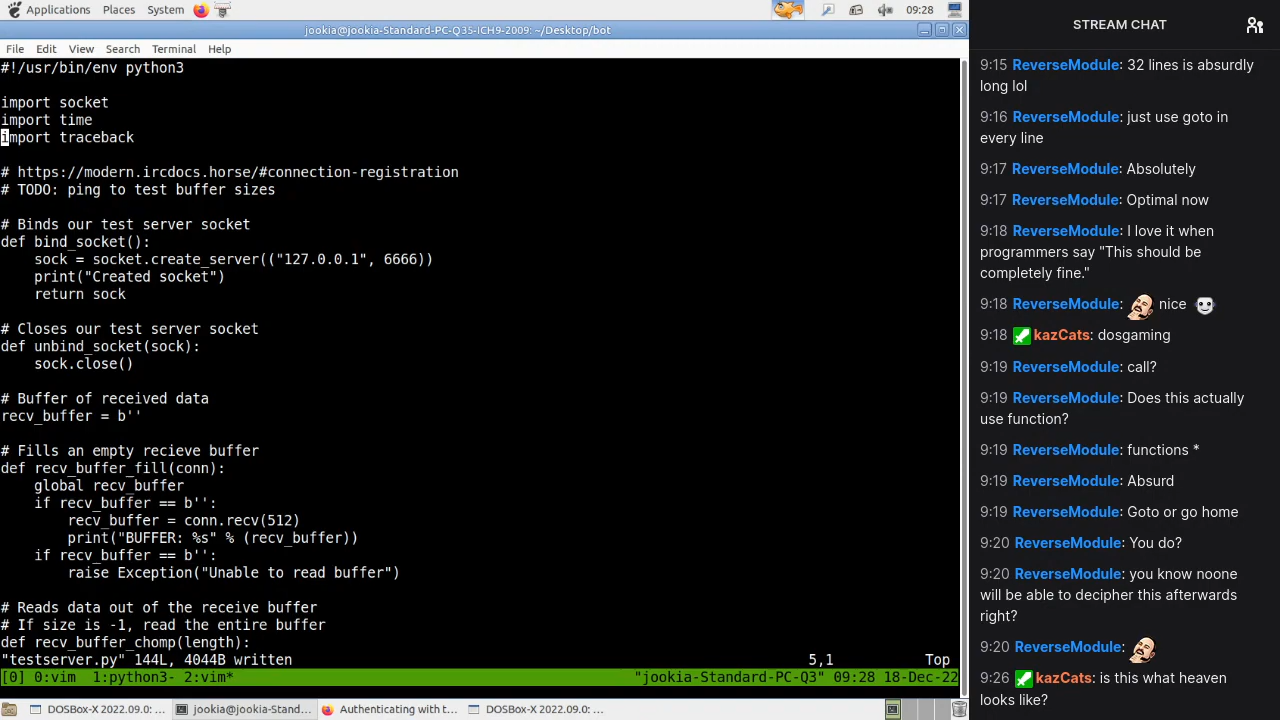 Applications Places System 09:28
jookia@jookia-Standard-PC-Q35-ICH9-2009: ~/Desktop/bot
File Edit View Search Terminal Help
#!/usr/bin/env python3
import socket
import time
import traceback
# https://modern.ircdocs.horse/#connection-registration
# TODO: ping to test buffer sizes
# Binds our test server socket
def bind_socket():
    sock = socket.create_server(("127.0.0.1", 6666))
    print("Created socket")
    return sock
# Closes our test server socket
def unbind_socket(sock):
    sock.close()
# Buffer of received data
recv_buffer = b''
# Fills an empty recieve buffer
def recv_buffer_fill(conn):
    global recv_buffer
    if recv_buffer == b'':
        recv_buffer = conn.recv(512)
        print("BUFFER: %s" % (recv_buffer))
    if recv_buffer == b'':
        raise Exception("Unable to read buffer")
# Reads data out of the receive buffer
# If size is -1, read the entire buffer
def recv_buffer_chomp(length):
"testserver.py" 144L, 4044B written 5,1 Top
[0] 0:vim 1:python3- 2:vim* "jookia-Standard-PC-Q3" 09:28 18-Dec-22
DOSBox-X 2022.09.0: ... jookia@jookia-Stand... Authenticating with t... DOSBox-X 2022.09.0: ...
STREAM CHAT
9:15 ReverseModule: 32 lines is absurdly
long lol
9:16 ReverseModule: just use goto in
every line
9:17 ReverseModule: Absolutely
9:17 ReverseModule: Optimal now
9:18 ReverseModule: I love it when
programmers say "This should be
completely fine."
9:18 ReverseModule: nice
9:18 kazCats: dosgaming
9:19 ReverseModule: call?
9:19 ReverseModule: Does this actually
use function?
9:19 ReverseModule: functions *
9:19 ReverseModule: Absurd
9:19 ReverseModule: Goto or go home
9:20 ReverseModule: You do?
9:20 ReverseModule: you know noone
will be able to decipher this afterwards
right?
9:20 ReverseModule:
9:26 kazCats: is this what heaven
looks like?